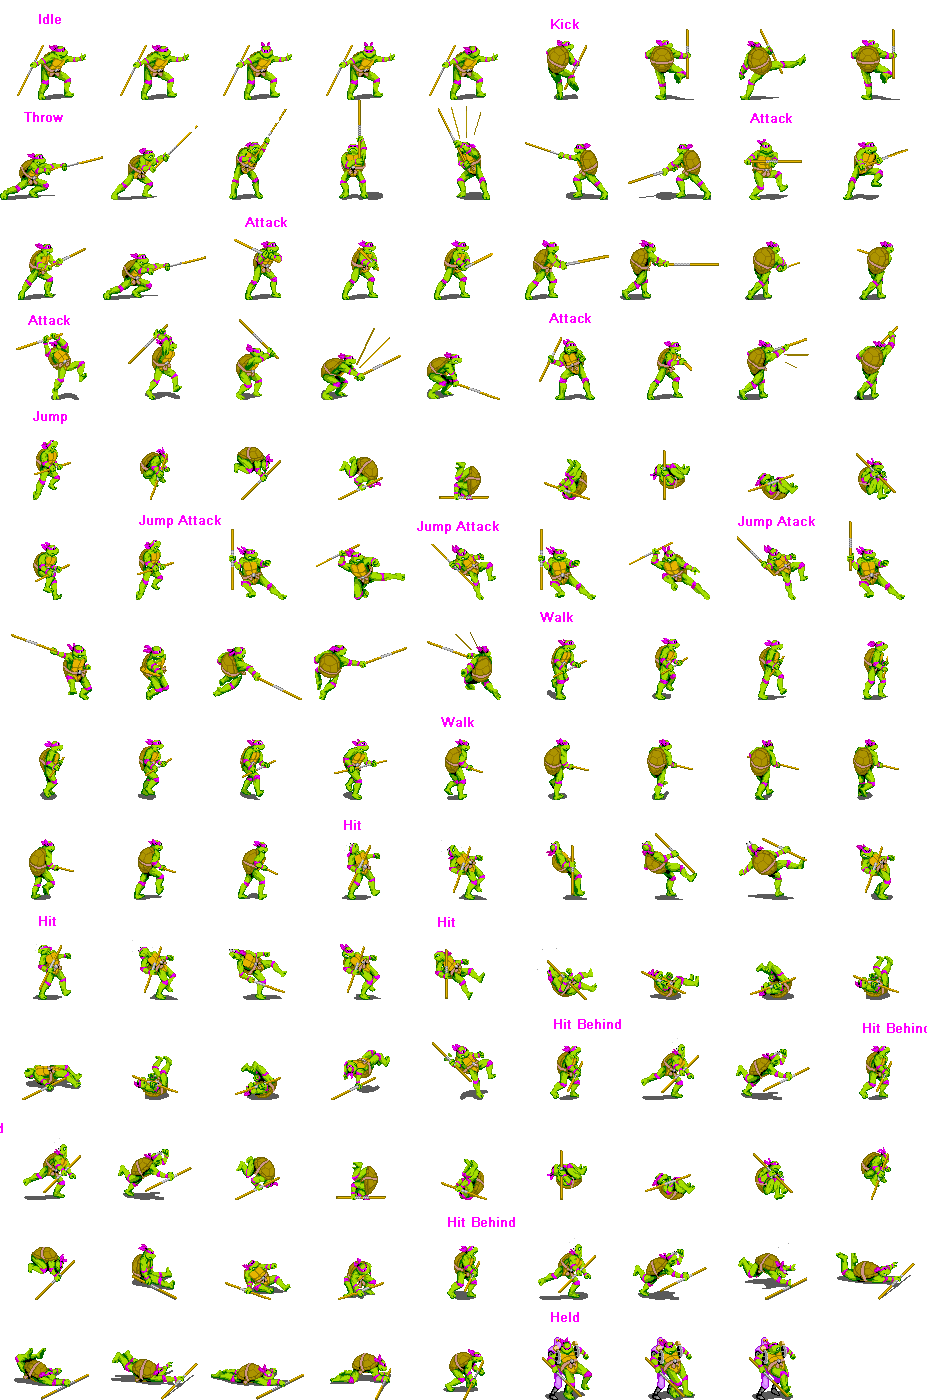 Idle
Kick
Throw
Attack
Attack
Attack
Attack
Jump
Jump Attack
Jump Attack
Jump Atack
Walk
Walk
Hit
Hit
Hit
Hit Behind
Hit Behind
Hit Behind
Held